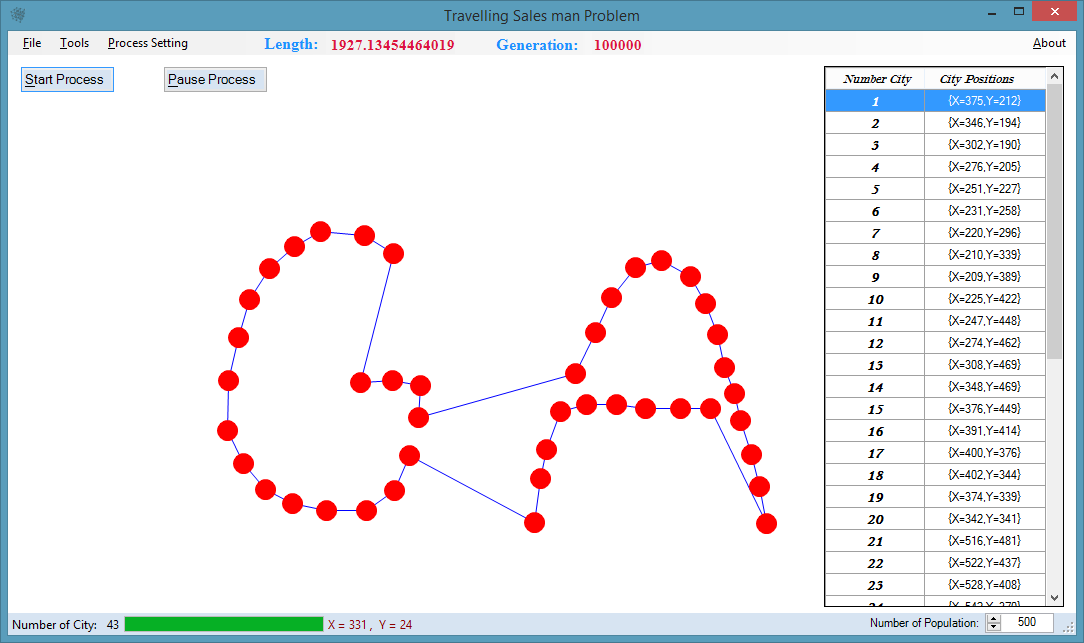 Travelling Sales man Problem
File Tools Process Setting Length: 1927.13454464019 Generation: 100000 About
Start Process Pause Process
Number City City Positions
1 {X=375,Y=212}
2 {X=346,Y=194}
3 {X=302,Y=190}
4 {X=276,Y=205}
5 {X=251,Y=227}
6 {X=231,Y=258}
7 {X=220,Y=296}
8 {X=210,Y=339}
9 {X=209,Y=389}
10 {X=225,Y=422}
11 {X=247,Y=448}
12 {X=274,Y=462}
13 {X=308,Y=469}
14 {X=348,Y=469}
15 {X=376,Y=449}
16 {X=391,Y=414}
17 {X=400,Y=376}
18 {X=402,Y=344}
19 {X=374,Y=339}
20 {X=342,Y=341}
21 {X=516,Y=481}
22 {X=522,Y=437}
23 {X=528,Y=408}
Number of City: 43 X = 331 , Y = 24 Number of Population: 500